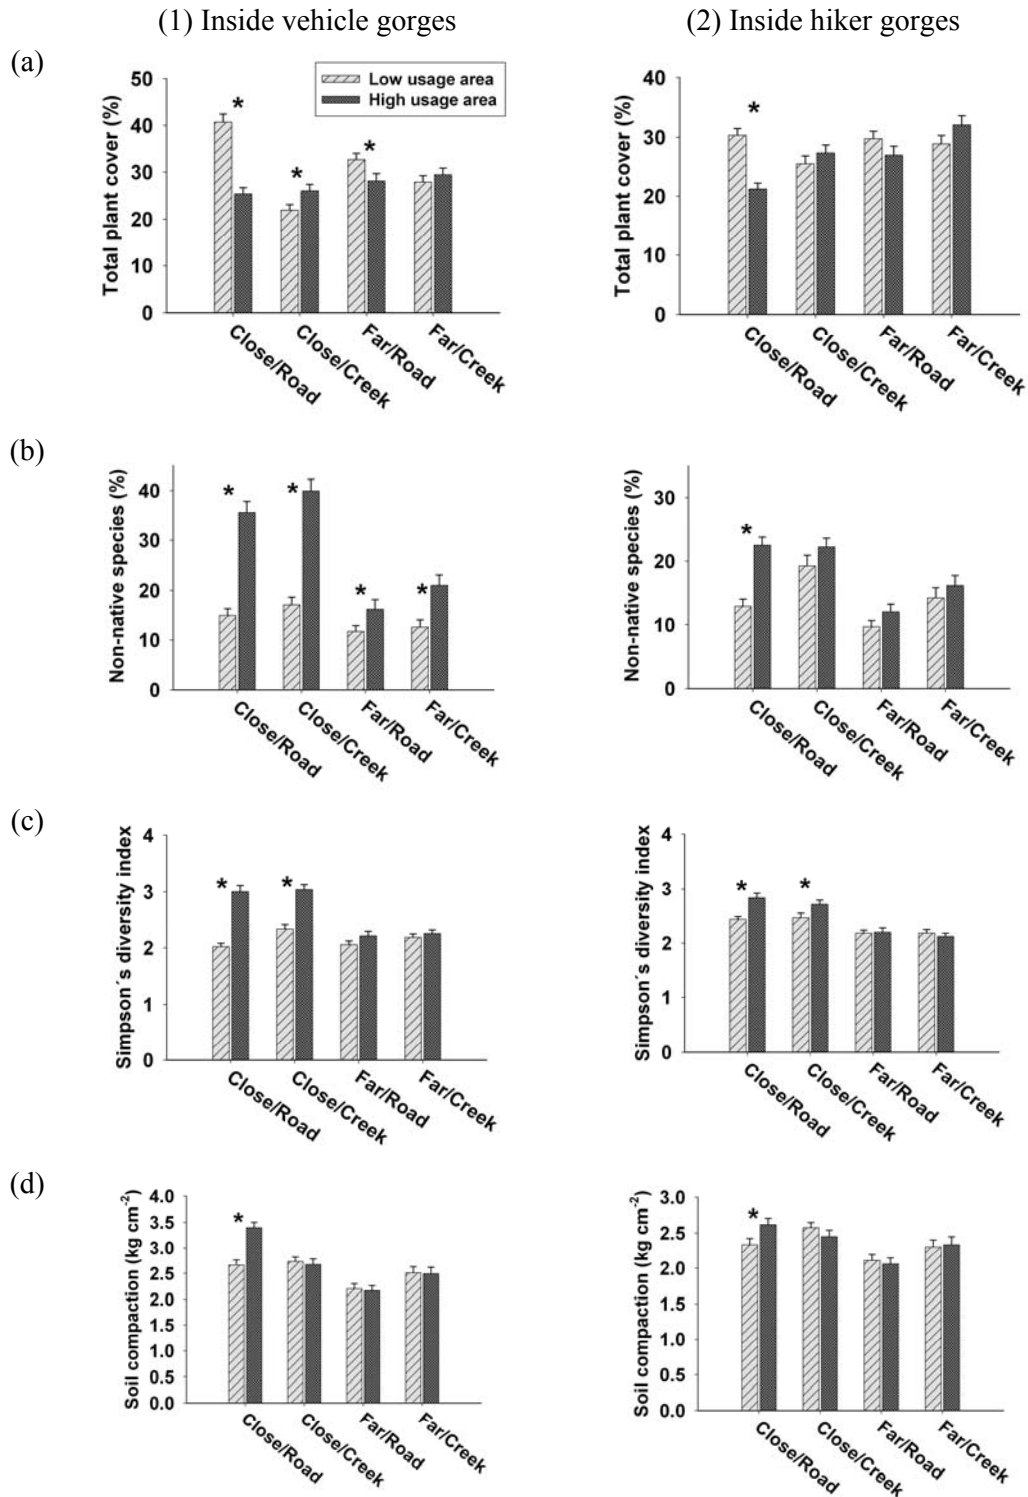 (1) Inside vehicle gorges
(2) Inside hiker gorges
(a)
Total plant cover (%)
50
40
30
20
10
0
Low usage area
High usage area
*
*
*
Close/Road
Close/Creek
Far/Road
Far/Creek
Total plant cover (%)
40
30
20
10
0
*
Close/Road
Close/Creek
Far/Road
Far/Creek
(b)
Non-native species (%)
40
30
20
10
0
*
*
*
*
Close/Road
Close/Creek
Far/Road
Far/Creek
Non-native species (%)
30
20
10
0
*
Close/Road
Close/Creek
Far/Road
Far/Creek
(c)
Simpson´s diversity index
4
3
2
1
0
*
*
Close/Road
Close/Creek
Far/Road
Far/Creek
Simpson´s diversity index
4
3
2
1
0
*
*
Close/Road
Close/Creek
Far/Road
Far/Creek
(d)
Soil compaction (kg cm⁻²)
4.0
3.5
3.0
2.5
2.0
1.5
1.0
0.5
0.0
*
Close/Road
Close/Creek
Far/Road
Far/Creek
Soil compaction (kg cm⁻²)
3.0
2.5
2.0
1.5
1.0
0.5
0.0
*
Close/Road
Close/Creek
Far/Road
Far/Creek